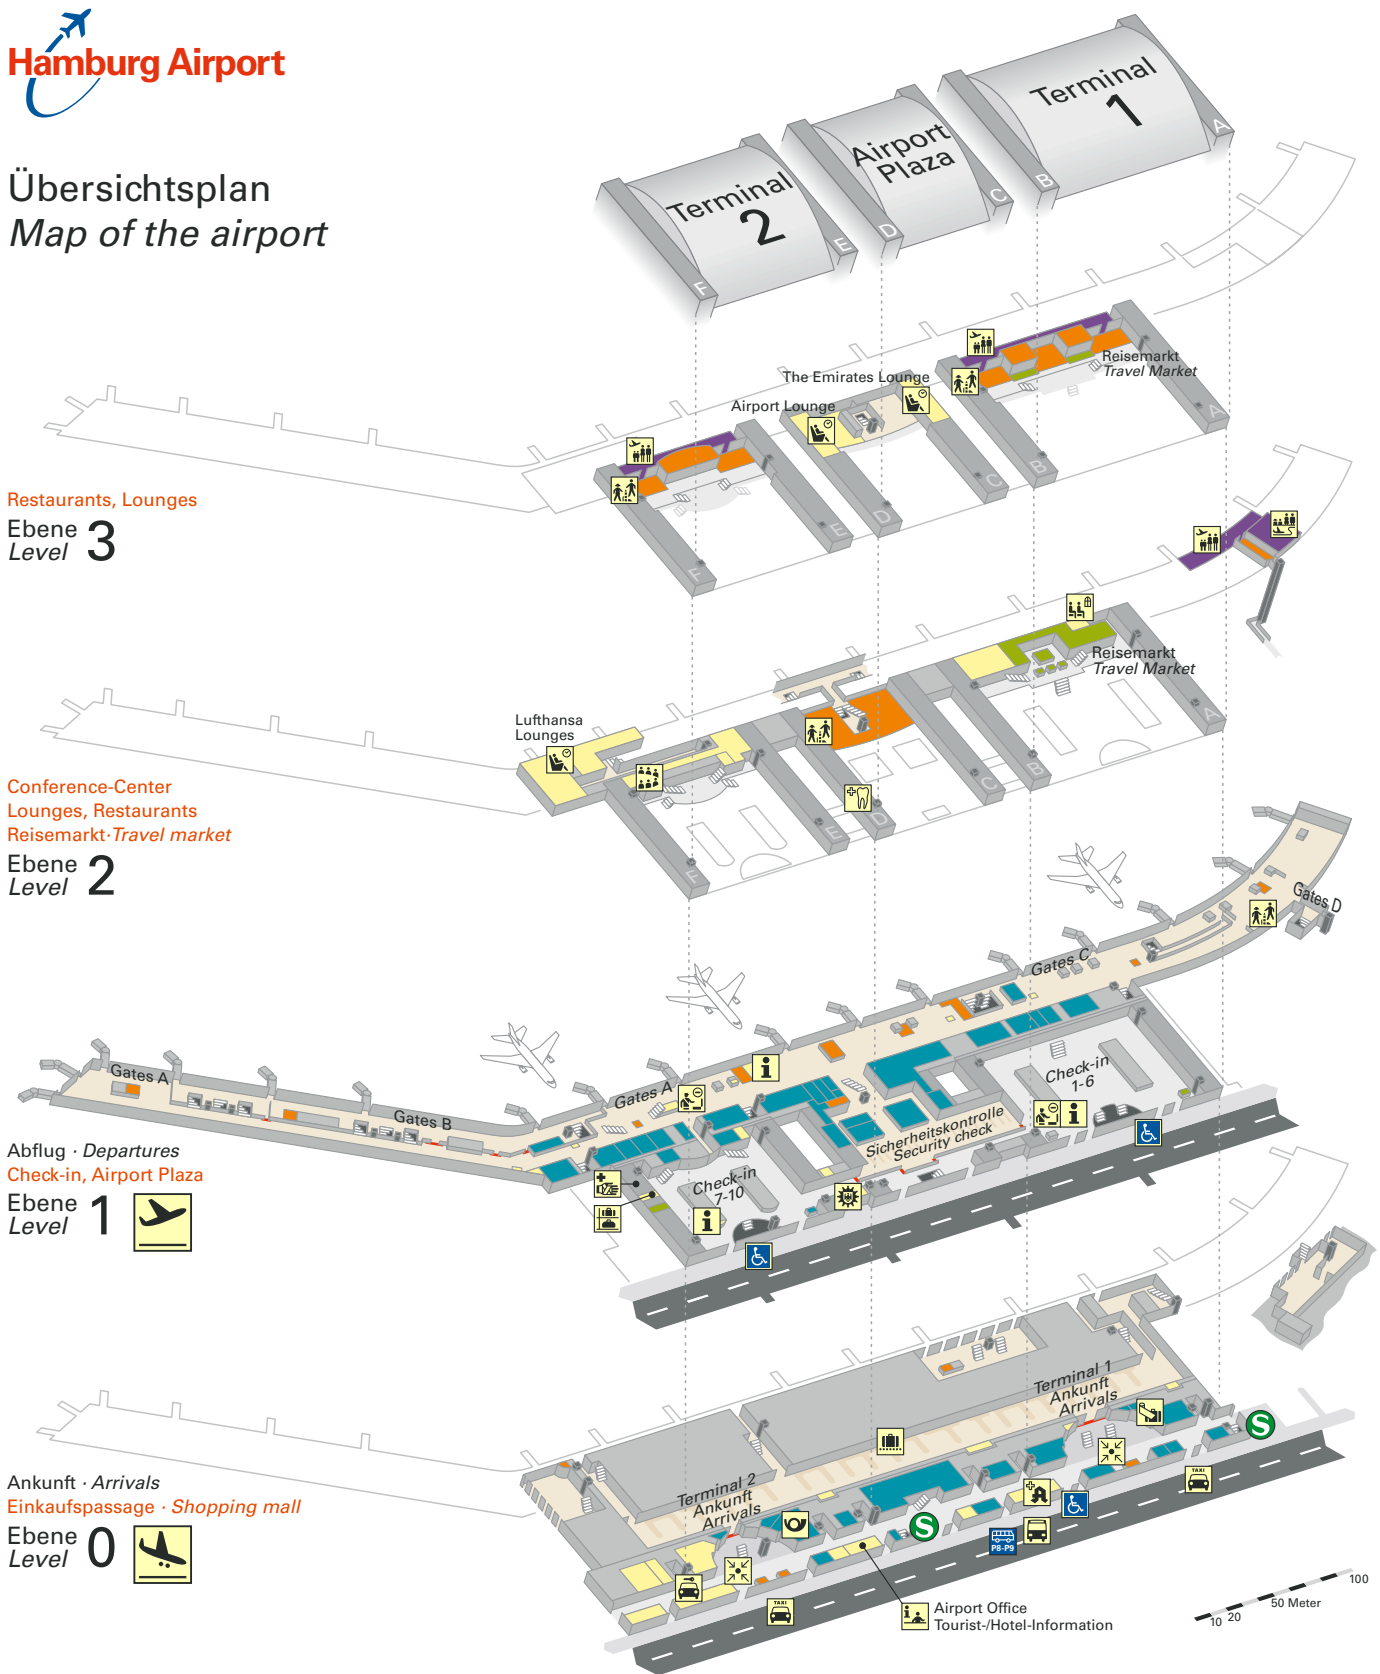 Hamburg Airport
Übersichtsplan
Map of the airport
Terminal
1
Airport
Plaza
Terminal
2
A
B
C
D
E
F
Reisemarkt
Travel Market
The Emirates Lounge
Airport Lounge
A
B
C
D
E
F
Restaurants, Lounges
Ebene
Level 3
Reisemarkt
Travel Market
Lufthansa
Lounges
A
B
C
D
E
F
Conference-Center
Lounges, Restaurants
Reisemarkt·Travel market
Ebene
Level 2
Gates D
Gates C
Gates A
Gates A
Gates B
Check-in
1-6
Sicherheitskontrolle
Security check
Check-in
7-10
i
i
i
Abflug · Departures
Check-in, Airport Plaza
Ebene
Level 1
Terminal 1
Ankunft
Arrivals
Terminal 2
Ankunft
Arrivals
S
S
TAXI
TAXI
P8-P9
Ankunft · Arrivals
Einkaufspassage · Shopping mall
Ebene
Level 0
i
Airport Office
Tourist-/Hotel-Information
10 20 50 Meter 100